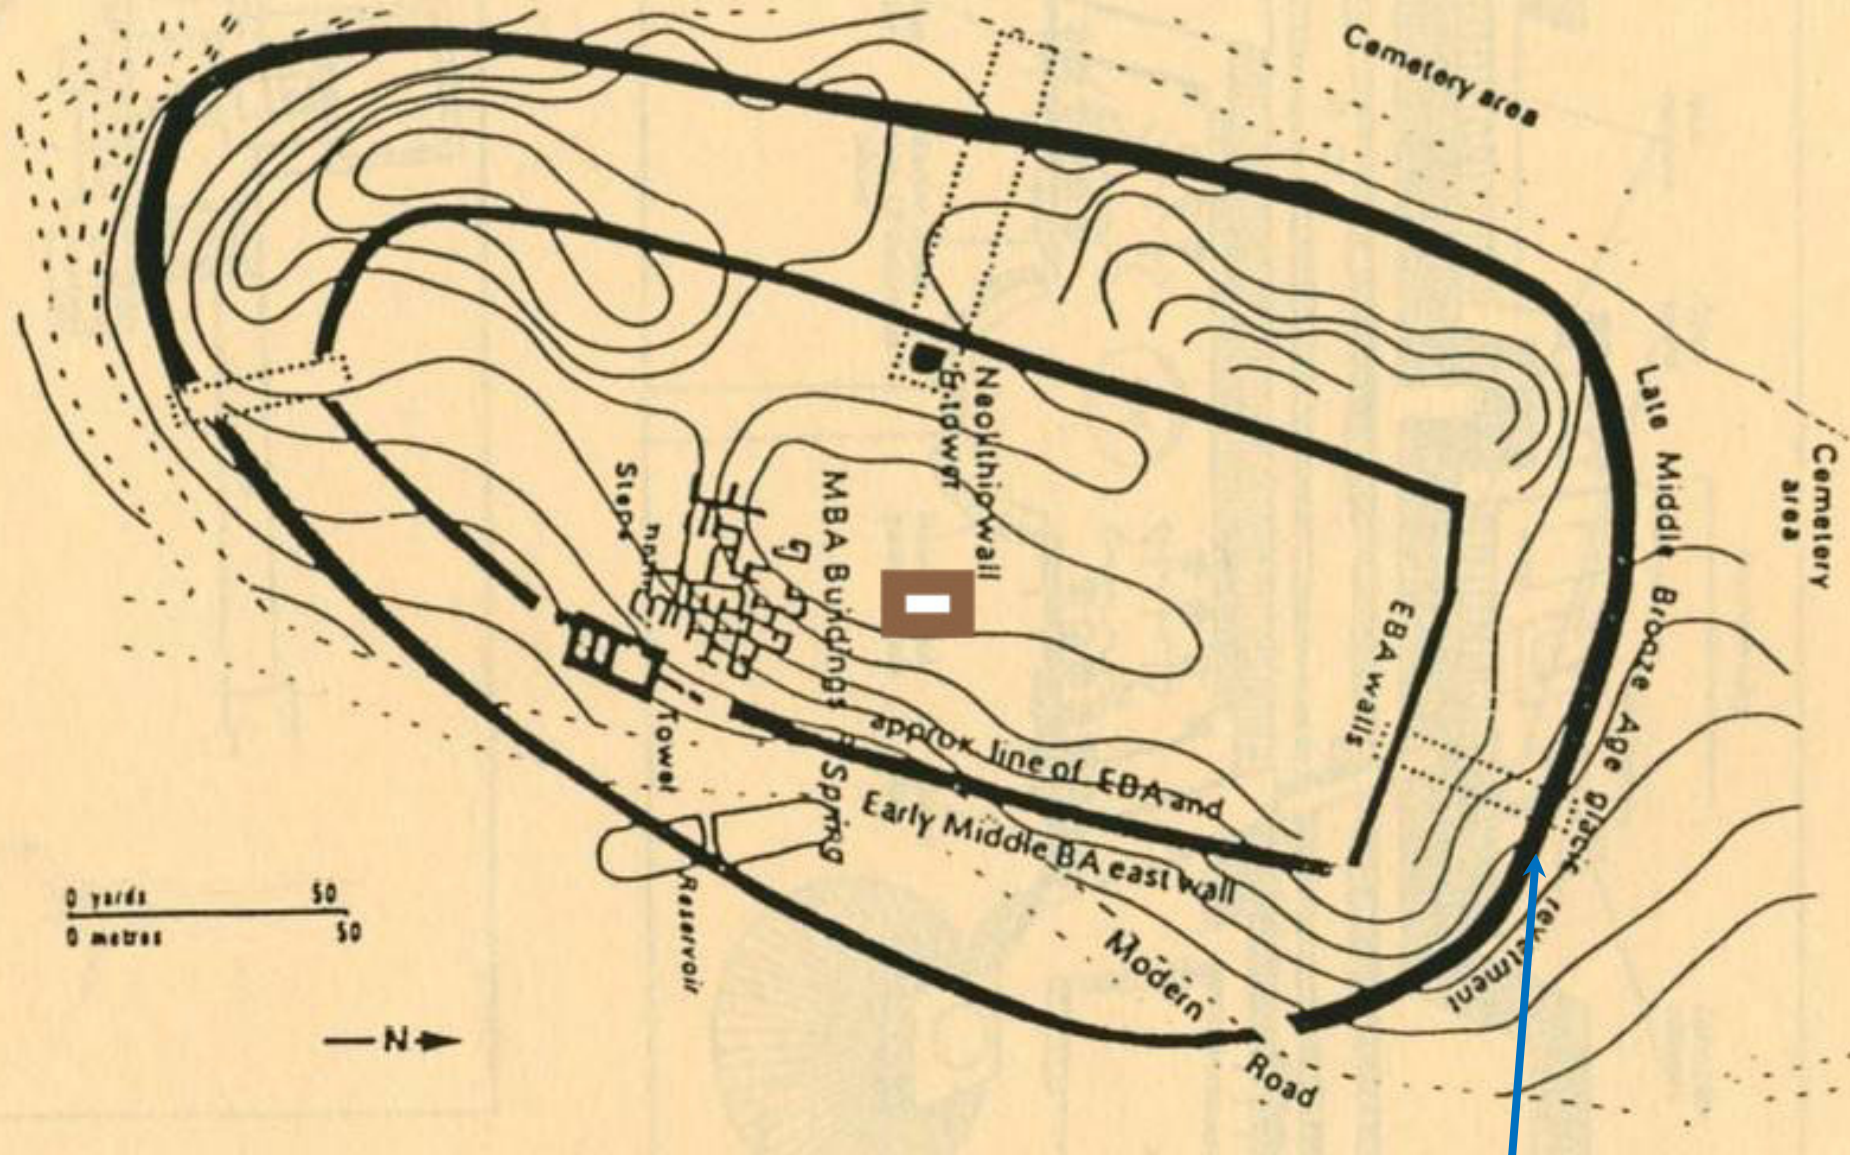 Cemetery area
Cemetery
area
Late Middle Bronze Age glacis revetment
Neolithic wall
E. tower
MBA Buildings
Steps
EBA walls
approx line of EBA and
Early Middle BA east wall
Tower
Spring
Reservoir
Modern
Road
0 yards 50
0 metres 50
N